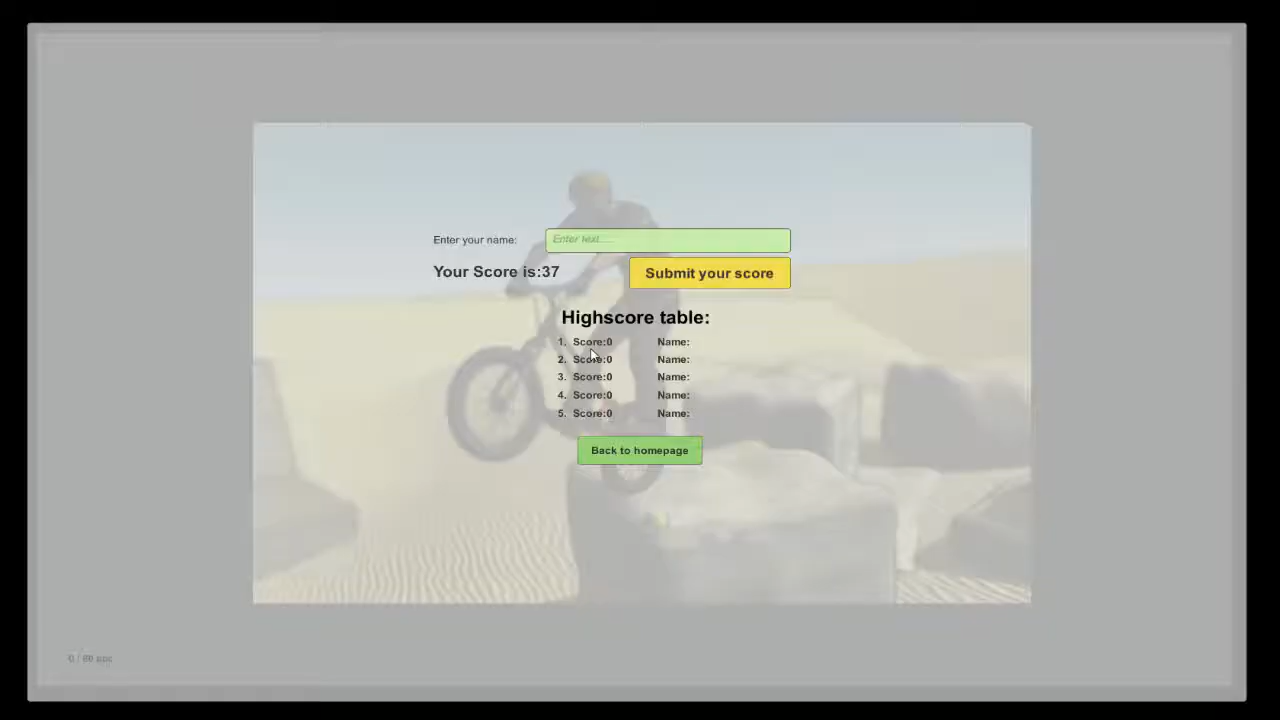 Enter your name: Enter text.....
Your Score is:37 Submit your score
Highscore table:
1. Score:0 Name:
2. Score:0 Name:
3. Score:0 Name:
4. Score:0 Name:
5. Score:0 Name:
Back to homepage